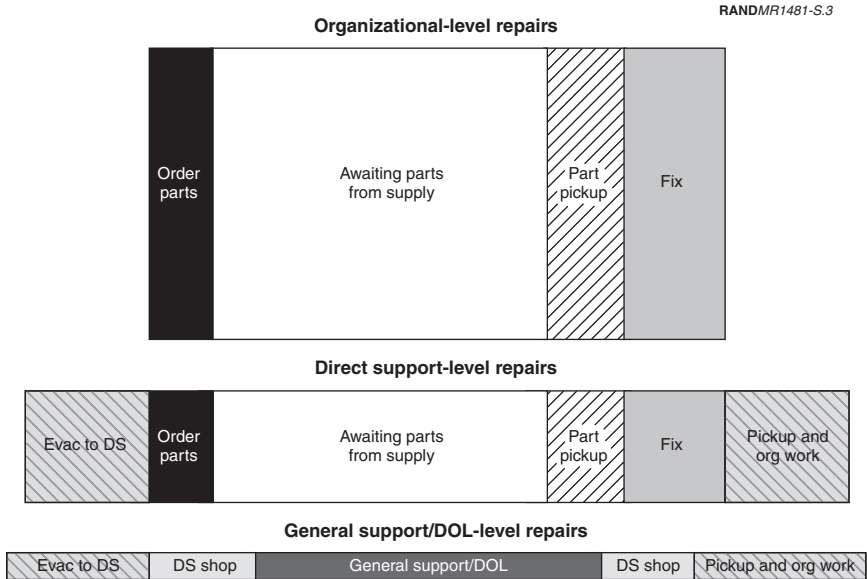 RANDMR1481-S.3
Organizational-level repairs
Order
parts
Awaiting parts
from supply
Part
pickup
Fix
Direct support-level repairs
Evac to DS
Order
parts
Awaiting parts
from supply
Part
pickup
Fix
Pickup and
org work
General support/DOL-level repairs
Evac to DS
DS shop
General support/DOL
DS shop
Pickup and org work